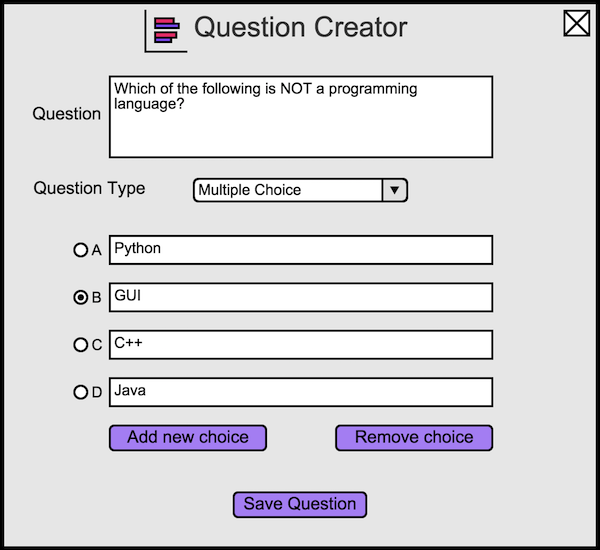 Question Creator
Question
Which of the following is NOT a programming
language?
Question Type
Multiple Choice
A Python
B GUI
C C++
D Java
Add new choice Remove choice
Save Question